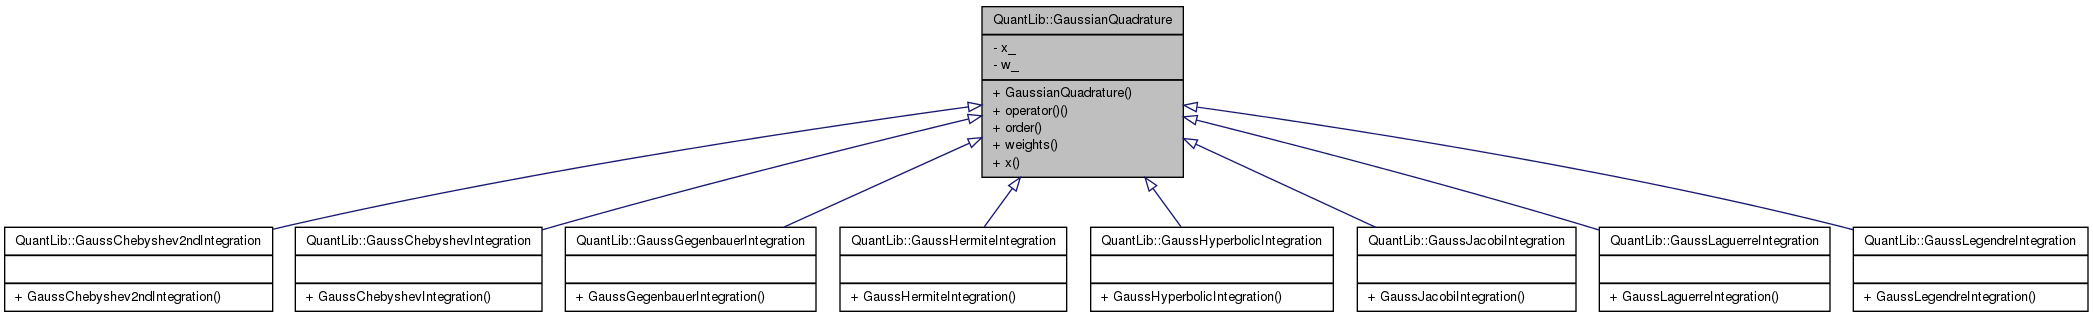 QuantLib::GaussianQuadrature
- x_
- w_
+ GaussianQuadrature()
+ operator()()
+ order()
+ weights()
+ x()
QuantLib::GaussChebyshev2ndIntegration
+ GaussChebyshev2ndIntegration()
QuantLib::GaussChebyshevIntegration
+ GaussChebyshevIntegration()
QuantLib::GaussGegenbauerIntegration
+ GaussGegenbauerIntegration()
QuantLib::GaussHermiteIntegration
+ GaussHermiteIntegration()
QuantLib::GaussHyperbolicIntegration
+ GaussHyperbolicIntegration()
QuantLib::GaussJacobiIntegration
+ GaussJacobiIntegration()
QuantLib::GaussLaguerreIntegration
+ GaussLaguerreIntegration()
QuantLib::GaussLegendreIntegration
+ GaussLegendreIntegration()